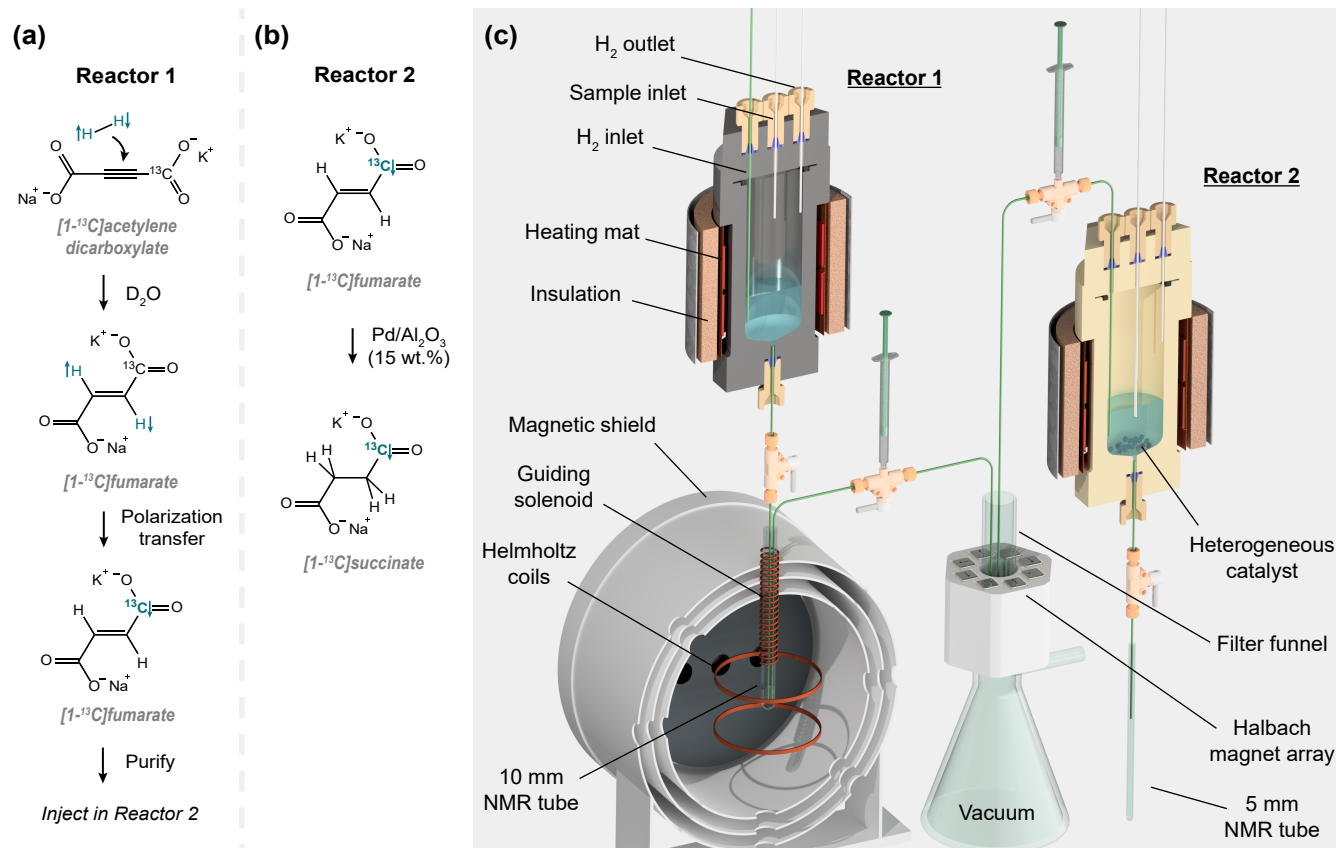 (a)
Reactor 1
H H
O
O⁻
K⁺
¹³C
Na⁺ ⁻O
O
[1-¹³C]acetylene
dicarboxylate
D₂O
K⁺ ⁻O
¹³C
O
H
H
O
O⁻ Na⁺
[1-¹³C]fumarate
Polarization
transfer
K⁺ ⁻O
¹³C
O
H
H
O
O⁻ Na⁺
[1-¹³C]fumarate
Purify
Inject in Reactor 2
(b)
Reactor 2
K⁺ ⁻O
¹³C
O
H
H
O
O⁻ Na⁺
[1-¹³C]fumarate
Pd/Al₂O₃
(15 wt.%)
K⁺ ⁻O
¹³C
O
H H
H
H
O
O⁻ Na⁺
[1-¹³C]succinate
(c)
H₂ outlet
Sample inlet
H₂ inlet
Heating mat
Insulation
Reactor 1
Reactor 2
Magnetic shield
Guiding
solenoid
Helmholtz
coils
10 mm
NMR tube
Vacuum
Heterogeneous
catalyst
Filter funnel
Halbach
magnet array
5 mm
NMR tube